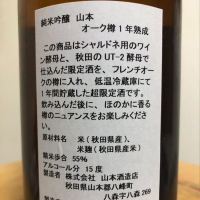 純米吟醸 山本
オーク樽1年熟成
この商品はシャルドネ用のワイ
ン酵母と、秋田のUT-2酵母で
仕込んだ限定酒を、フレンチオー
クの樽に入れ、低温冷蔵庫にて
1年間貯蔵した超限定酒です。
飲み込んだ後に、ほのかに香る
樽のニュアンスをお楽しみくださ
い。
原材料名 米(秋田県産)、
米麹(秋田県産米)
精米歩合 55%
アルコール分 15度
製造者 株式会社 山本酒造店
秋田県山本郡八峰町
八森字八森269